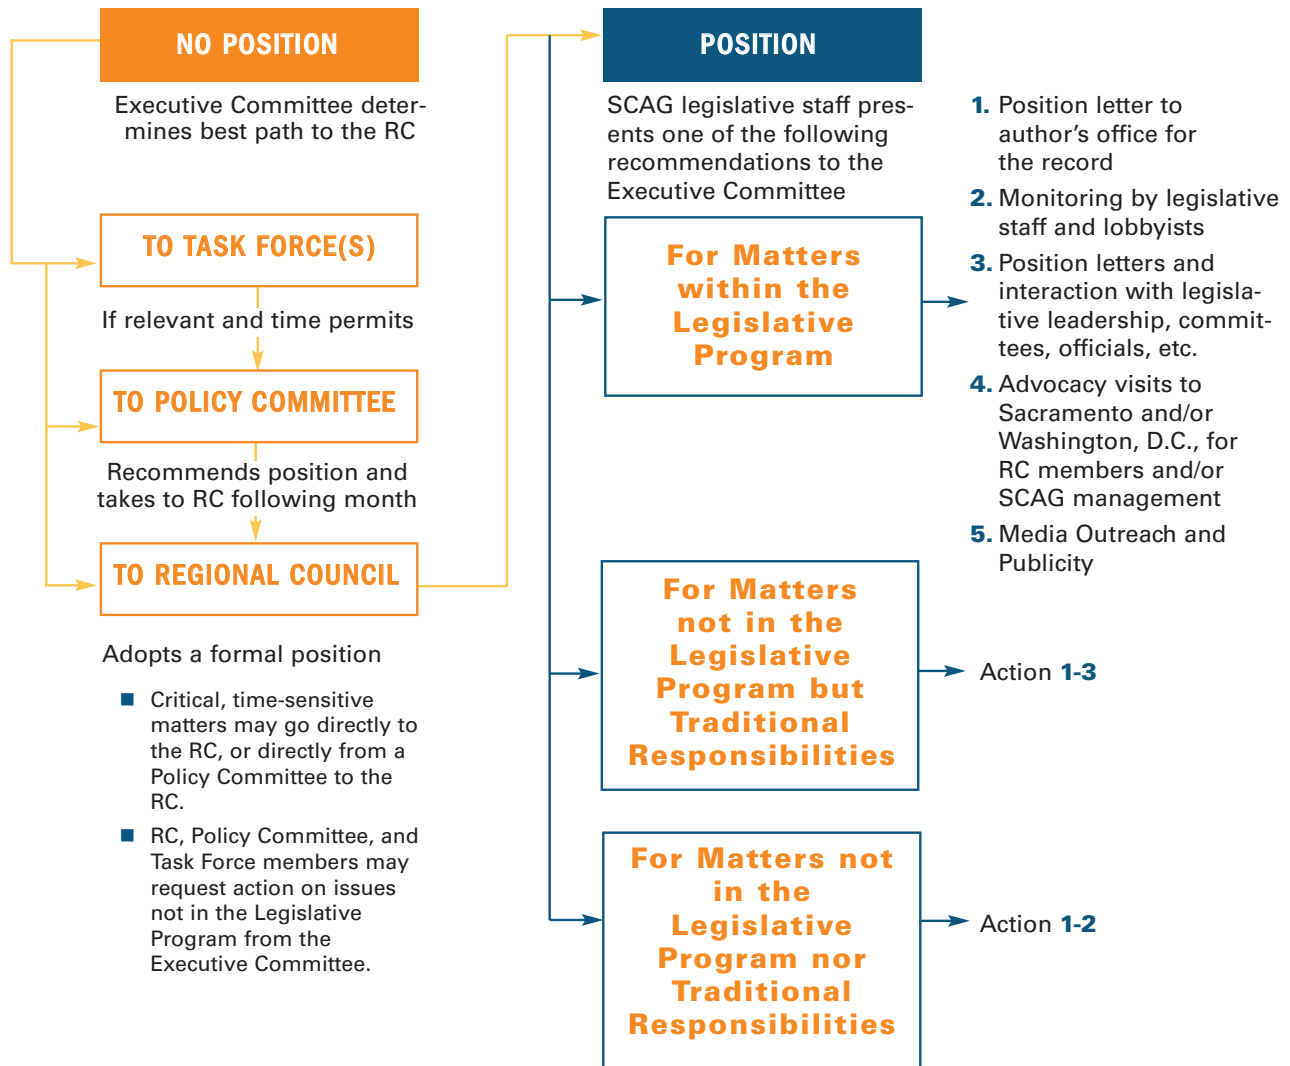 NO POSITION
Executive Committee deter-
mines best path to the RC
TO TASK FORCE(S)
If relevant and time permits
TO POLICY COMMITTEE
Recommends position and
takes to RC following month
TO REGIONAL COUNCIL
Adopts a formal position
Critical, time-sensitive
matters may go directly to
the RC, or directly from a
Policy Committee to the
RC.
RC, Policy Committee, and
Task Force members may
request action on issues
not in the Legislative
Program from the
Executive Committee.
POSITION
SCAG legislative staff pres-
ents one of the following
recommendations to the
Executive Committee
For Matters
within the
Legislative
Program
1. Position letter to
author’s office for
the record
2. Monitoring by legislative
staff and lobbyists
3. Position letters and
interaction with legisla-
tive leadership, commit-
tees, officials, etc.
4. Advocacy visits to
Sacramento and/or
Washington, D.C., for
RC members and/or
SCAG management
5. Media Outreach and
Publicity
For Matters
not in the
Legislative
Program but
Traditional
Responsibilities
Action 1-3
For Matters not
in the
Legislative
Program nor
Traditional
Responsibilities
Action 1-2